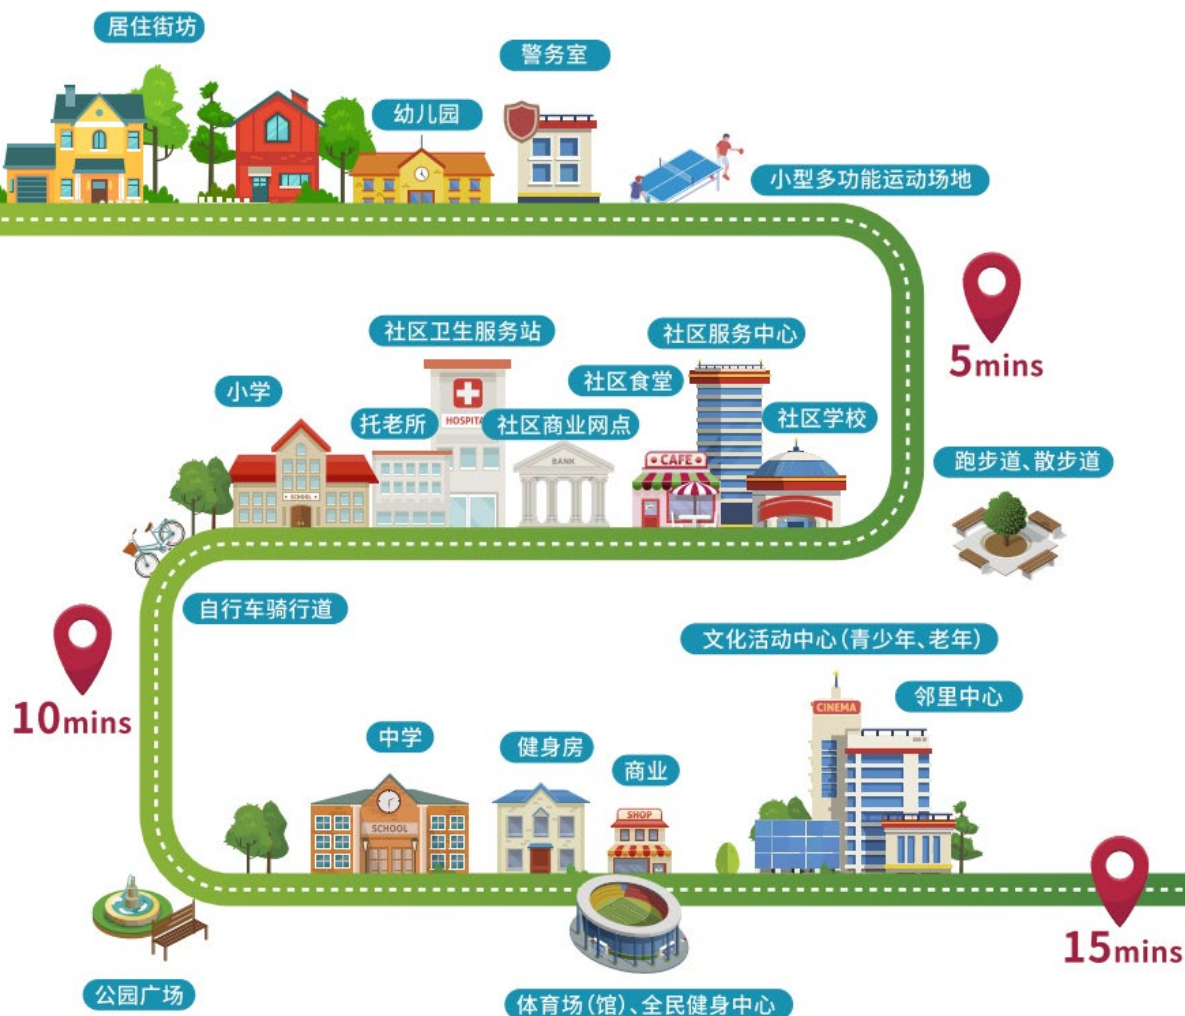 居住街坊
警务室
幼儿园
小型多功能运动场地
5mins
社区卫生服务站
社区服务中心
小学
社区食堂
托老所
HOSPITA
社区商业网点
社区学校
CAFE
BANK
SCHOOL
跑步道、散步道
自行车骑行道
10mins
文化活动中心(青少年、老年)
邻里中心
CINEMA
中学
健身房
商业
SHOP
SCHOOL
15mins
公园广场
体育场(馆)、全民健身中心